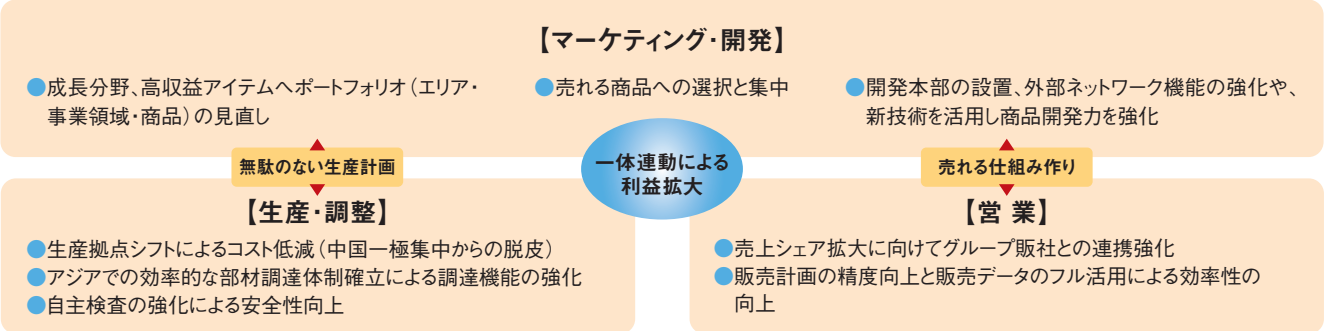 【マーケティング・開発】
●成長分野、高収益アイテムへポートフォリオ（エリア・
事業領域・商品）の見直し
●売れる商品への選択と集中
●開発本部の設置、外部ネットワーク機能の強化や、
新技術を活用し商品開発力を強化
無駄のない生産計画
一体連動による
利益拡大
売れる仕組み作り
【生産・調整】
●生産拠点シフトによるコスト低減（中国一極集中からの脱皮）
●アジアでの効率的な部材調達体制確立による調達機能の強化
●自主検査の強化による安全性向上
【営 業】
●売上シェア拡大に向けてグループ販社との連携強化
●販売計画の精度向上と販売データのフル活用による効率性の
向上